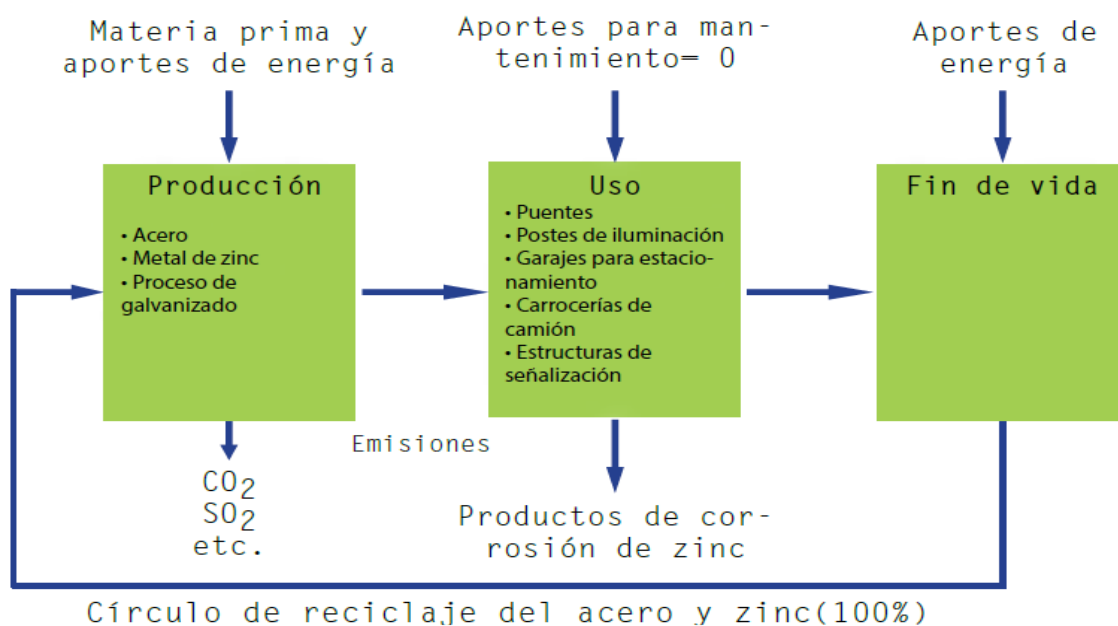 Materia prima y
aportes de energía
Aportes para man-
tenimiento= 0
Aportes de
energía
Producción
• Acero
• Metal de zinc
• Proceso de
galvanizado
Uso
• Puentes
• Postes de iluminación
• Garajes para estacio-
namiento
• Carrocerías de
camión
• Estructuras de
señalización
Fin de vida
Emisiones
CO2
SO2
etc.
Productos de cor-
rosión de zinc
Círculo de reciclaje del acero y zinc(100%)